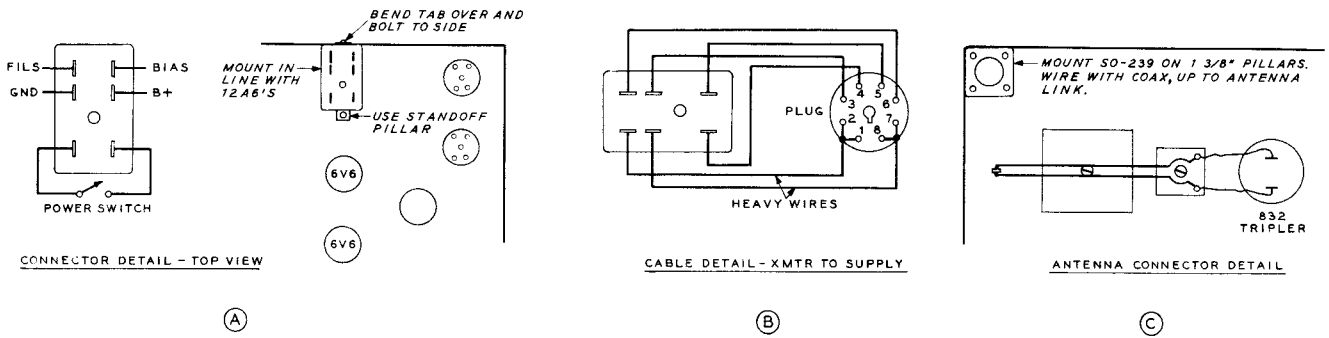 BEND TAB OVER AND
BOLT TO SIDE
FILS
BIAS
GND
B+
POWER SWITCH
MOUNT IN
LINE WITH
12A6'S
USE STANDOFF
PILLAR
6V6
6V6
CONNECTOR DETAIL - TOP VIEW
A
PLUG
4 5
3 6
2 7
1 8
HEAVY WIRES
CABLE DETAIL - XMTR TO SUPPLY
B
MOUNT SO-239 ON 1 3/8" PILLARS.
WIRE WITH COAX, UP TO ANTENNA
LINK.
832
TRIPLER
ANTENNA CONNECTOR DETAIL
C